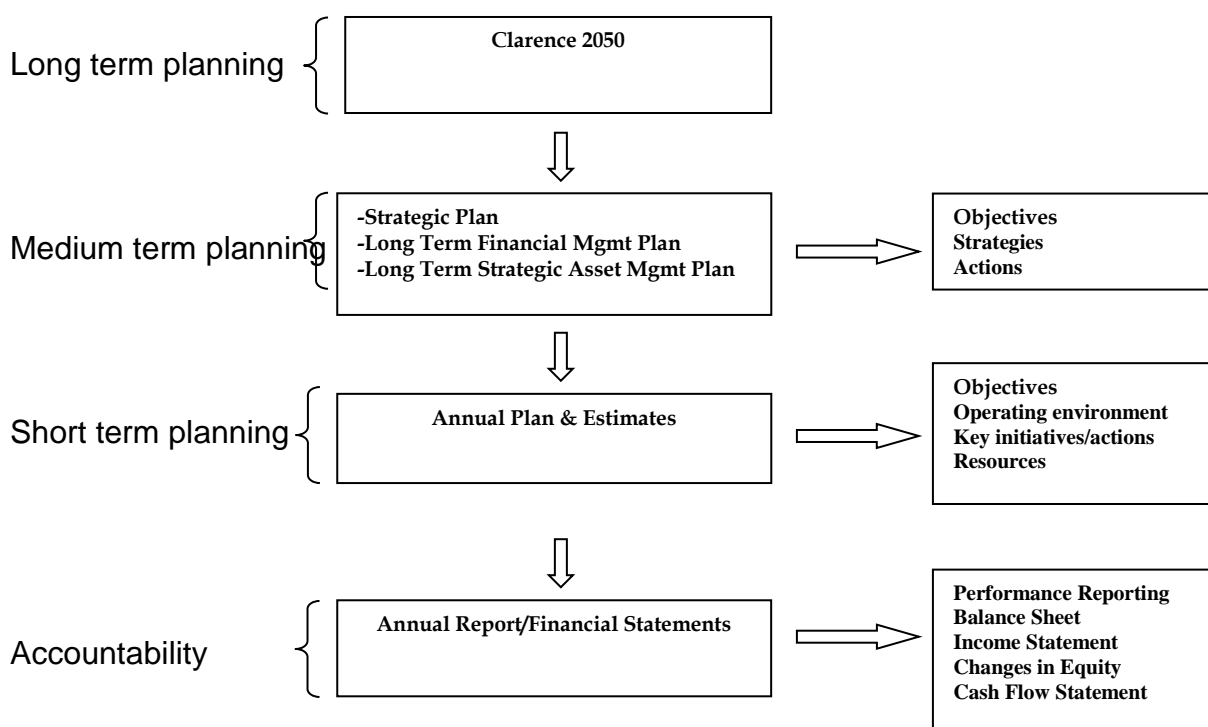 Clarence 2050
Long term planning
Medium term planning
-Strategic Plan
-Long Term Financial Mgmt Plan
-Long Term Strategic Asset Mgmt Plan
Objectives
Strategies
Actions
Short term planning
Annual Plan & Estimates
Objectives
Operating environment
Key initiatives/actions
Resources
Accountability
Annual Report/Financial Statements
Performance Reporting
Balance Sheet
Income Statement
Changes in Equity
Cash Flow Statement